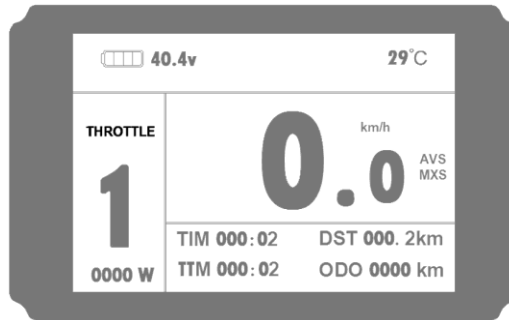 40.4v 29°C
THROTTLE
1
0000 W
0.0 km/h
AVS
MXS
TIM 000:02 DST 000. 2km
TTM 000:02 ODO 0000 km